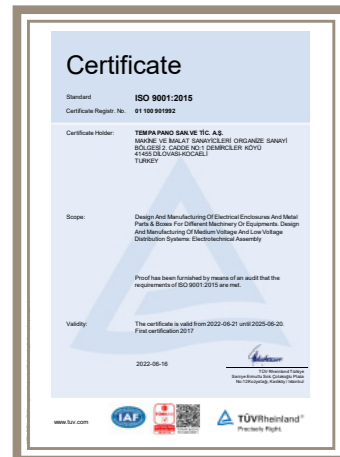 Certificate
Standard ISO 9001:2015
Certificate Registr. No. 01 100 901992
Certificate Holder: TEMPA PANO SAN.VE TİC. A.Ş.
MAKİNE VE İMALAT SANAYİCİLERİ ORGANİZE SANAYİ
BÖLGESİ 2. CADDE NO:1 DEMİRCİLER KÖYÜ
41455 DİLOVASI-KOCAELİ
TURKEY
Scope: Design And Manufacturing Of Electrical Enclosures And Metal
Parts & Boxes For Different Machinery Or Equipments. Design
And Manufacturing Of Medium Voltage And Low Voltage
Distribution Systems: Electrotechnical Assembly
Proof has been furnished by means of an audit that the
requirements of ISO 9001:2015 are met.
Validity: The certificate is valid from 2022-06-21 until 2025-06-20.
First certification 2017
2022-06-16
TÜV Rheinland Türkiye
www.tuv.com
IAF
TÜVRheinland®
Precisely Right.